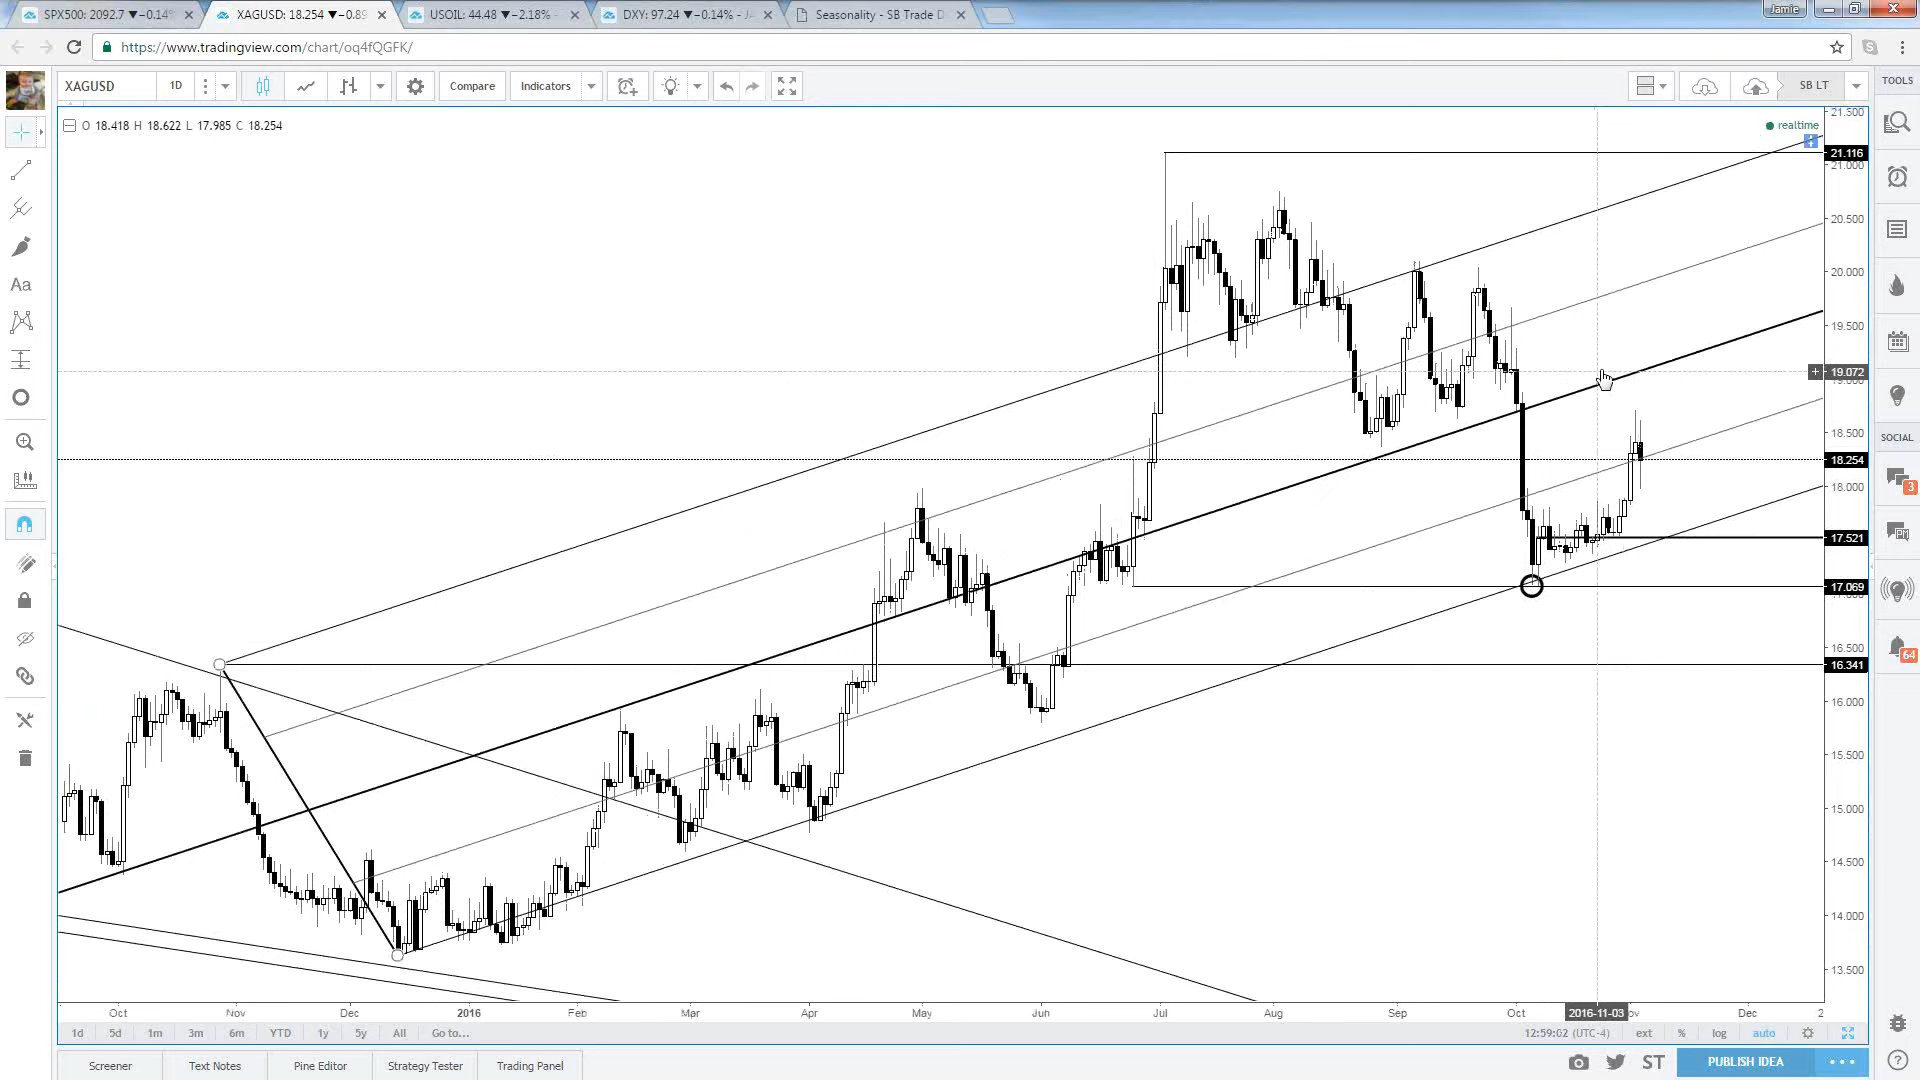 SPX500: 2092.7 ▼−0.14%
XAGUSD: 18.254 ▼−0.89
USOIL: 44.48 ▼−2.18% -
DXY: 97.24 ▼−0.14% - J
Seasonality - SB Trade D
Jamie
https://www.tradingview.com/chart/oq4fQGFK/
XAGUSD
1D
Compare
Indicators
SB LT
TOOLS
O 18.418 H 18.622 L 17.985 C 18.254
realtime
21.500
21.116
21.000
20.500
20.000
19.500
19.072
19.000
18.500
18.254
18.000
17.521
17.069
17.000
16.500
16.341
16.000
15.500
15.000
14.500
14.000
13.500
Aa
SOCIAL
3
64
Oct
Nov
Dec
2016
Feb
Mar
Apr
May
Jun
Jul
Aug
Sep
Oct
2016-11-03
ov
Dec
2
1d
5d
1m
3m
6m
YTD
1y
5y
All
Go to...
12:59:02 (UTC-4)
ext
%
log
auto
Screener
Text Notes
Pine Editor
Strategy Tester
Trading Panel
ST
PUBLISH IDEA